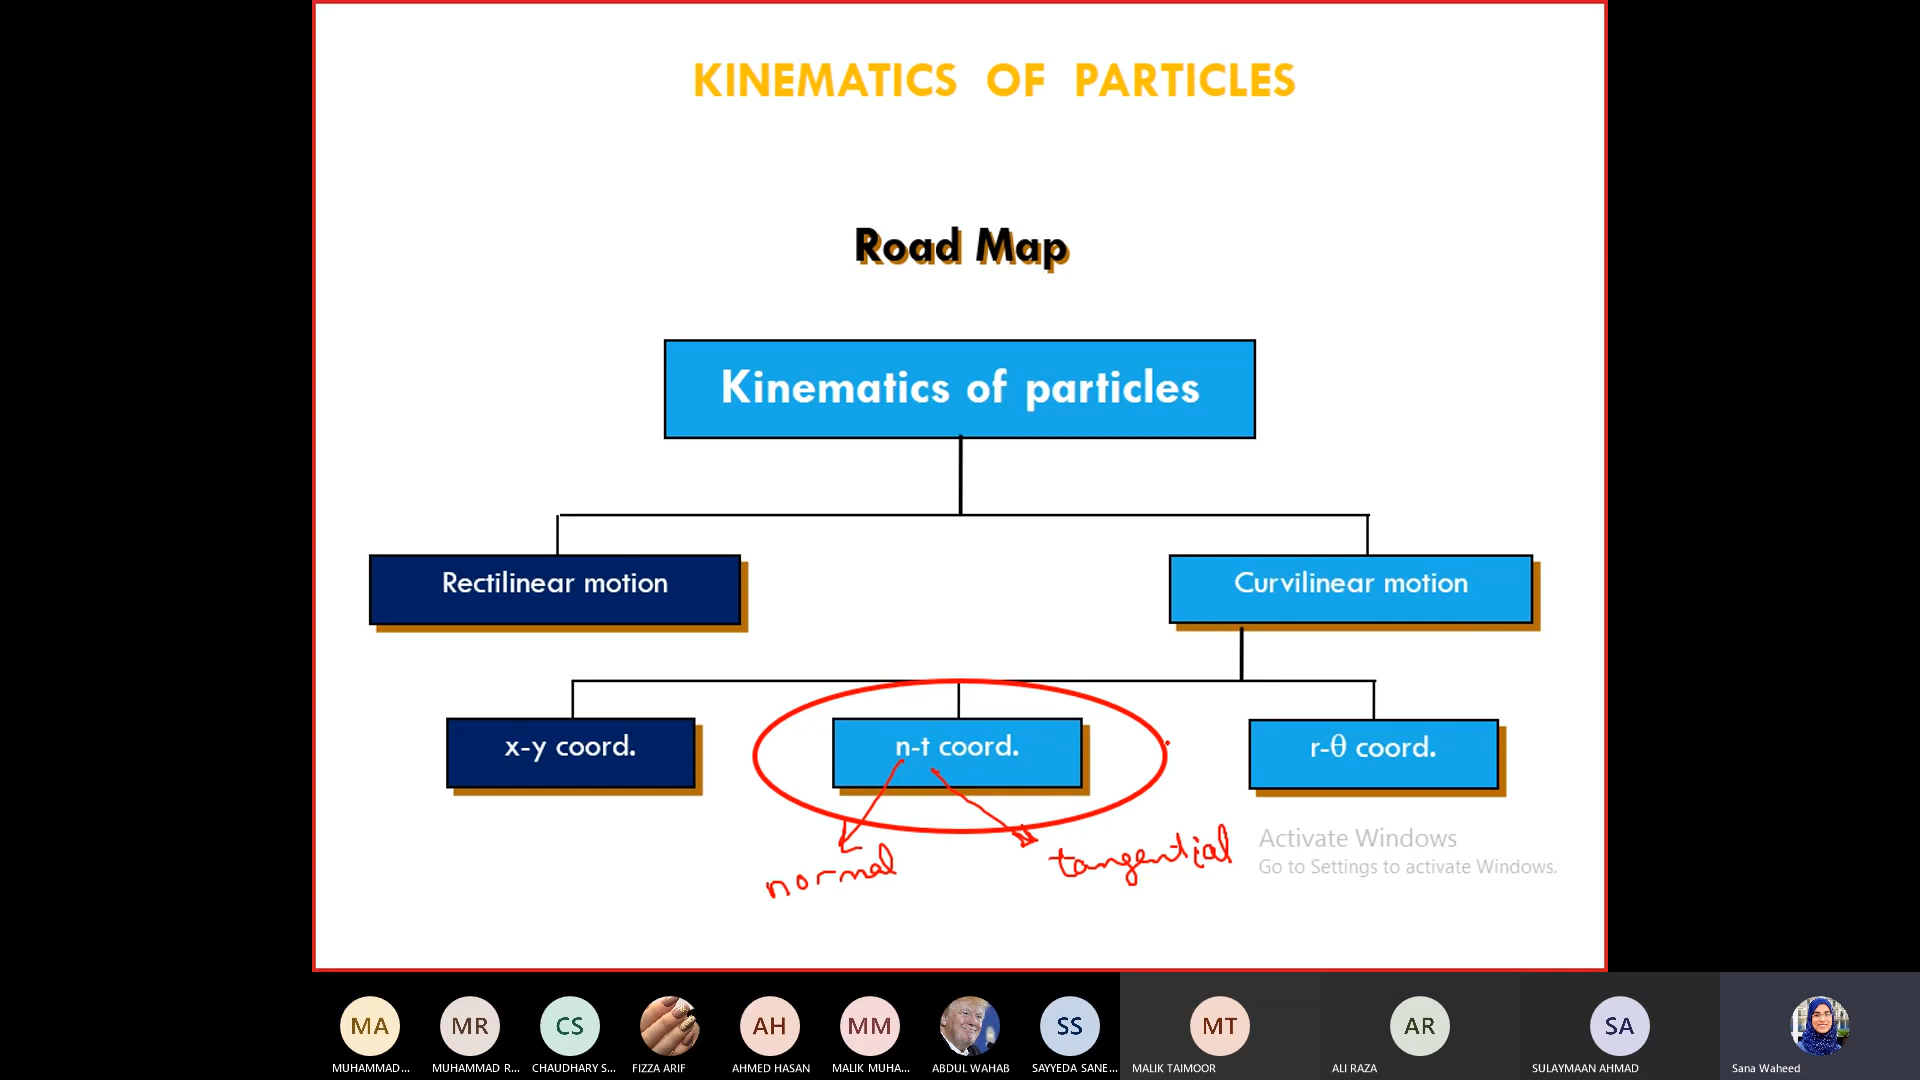 KINEMATICS OF PARTICLES
Road Map
Kinematics of particles
Rectilinear motion
Curvilinear motion
x-y coord.
n-t coord.
r-θ coord.
normal
tangential
Activate Windows
Go to Settings to activate Windows.
MA
MR
CS
AH
MM
SS
MT
AR
SA
MUHAMMAD...
MUHAMMAD R...
CHAUDHARY S...
FIZZA ARIF
AHMED HASAN
MALIK MUHA...
ABDUL WAHAB
SAYYEDA SANE...
MALIK TAIMOOR
ALI RAZA
SULAYMAAN AHMAD
Sana Waheed